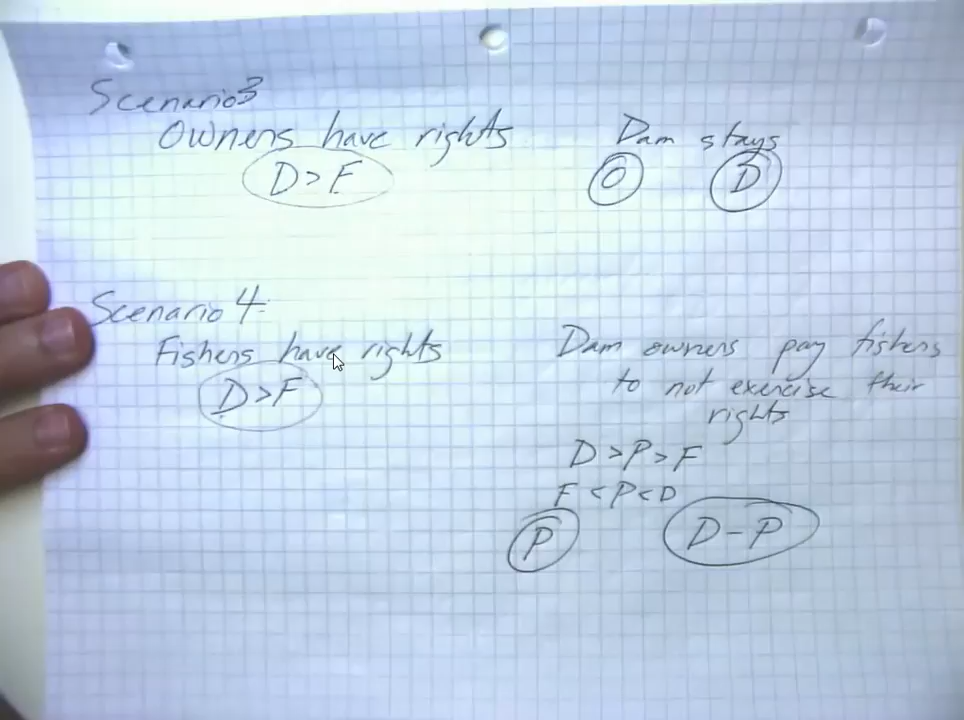 Scenario 3
Owners have rights
D > F
Dam stays
O D
Scenario 4:
Fishers have rights
D > F
Dam owners pay fishers
to not exercise their
rights
D > P > F
F < P < D
P D - P